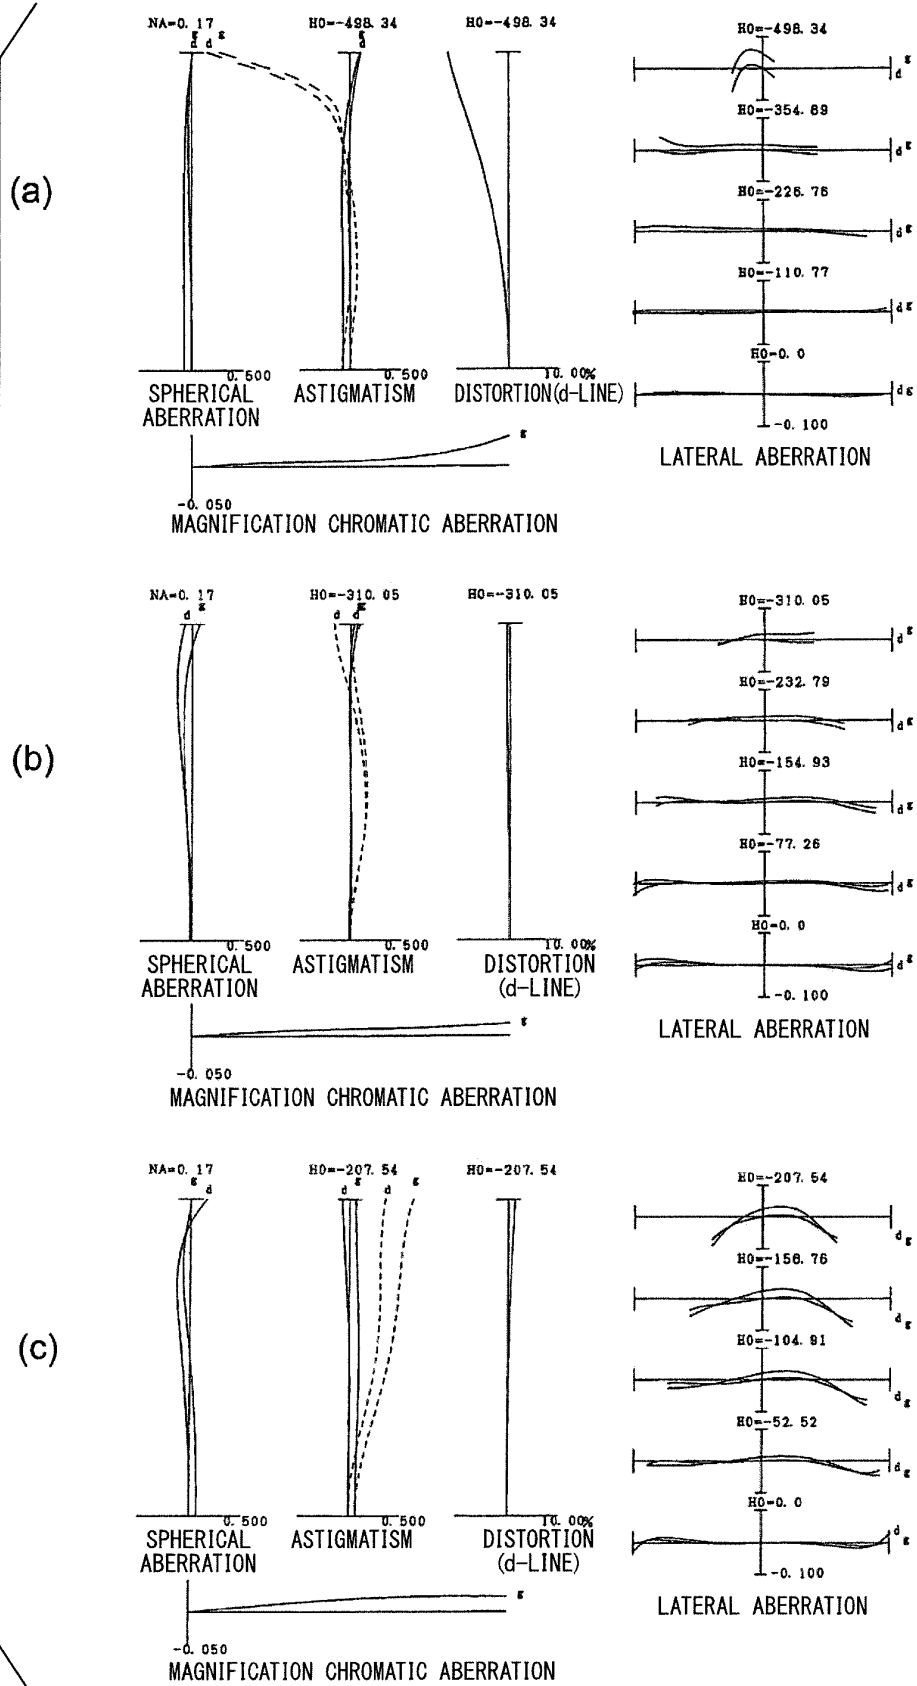 (a)
NA=0.17
g d g
0.500
SPHERICAL
ABERRATION
H0=-498.34
g
d
0.500
ASTIGMATISM
H0=-498.34
10.00%
DISTORTION(d-LINE)
g
-0.050
MAGNIFICATION CHROMATIC ABERRATION
H0=-498.34
d g
H0=-354.69
d g
H0=-226.76
d g
H0=-110.77
d g
H0=0.0
d g
-0.100
LATERAL ABERRATION
(b)
NA=0.17
d g
0.500
SPHERICAL
ABERRATION
H0=-310.05
d d g
0.500
ASTIGMATISM
H0=-310.05
10.00%
DISTORTION
(d-LINE)
g
-0.050
MAGNIFICATION CHROMATIC ABERRATION
H0=-310.05
d g
H0=-232.79
d g
H0=-154.93
d g
H0=-77.26
d g
H0=0.0
d g
-0.100
LATERAL ABERRATION
(c)
NA=0.17
g d
0.500
SPHERICAL
ABERRATION
H0=-207.54
d g d g
0.500
ASTIGMATISM
H0=-207.54
10.00%
DISTORTION
(d-LINE)
g
-0.050
MAGNIFICATION CHROMATIC ABERRATION
H0=-207.54
d g
H0=-156.76
d g
H0=-104.91
d g
H0=-52.52
d g
H0=0.0
d g
-0.100
LATERAL ABERRATION